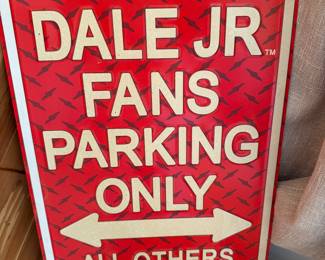 DALE JR™
FANS
PARKING
ONLY
ALL OTHERS